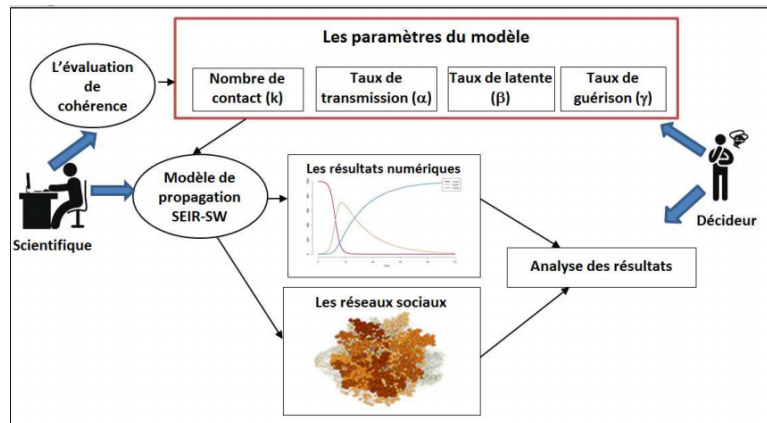 Les paramètres du modèle
L'évaluation
de
cohérence
Nombre de
contact (k)
Taux de
transmission (α)
Taux de latente
(β)
Taux de
guérison (γ)
Scientifique
Modèle de
propagation
SEIR-SW
Les résultats numériques
Décideur
Analyse des résultats
Les réseaux sociaux